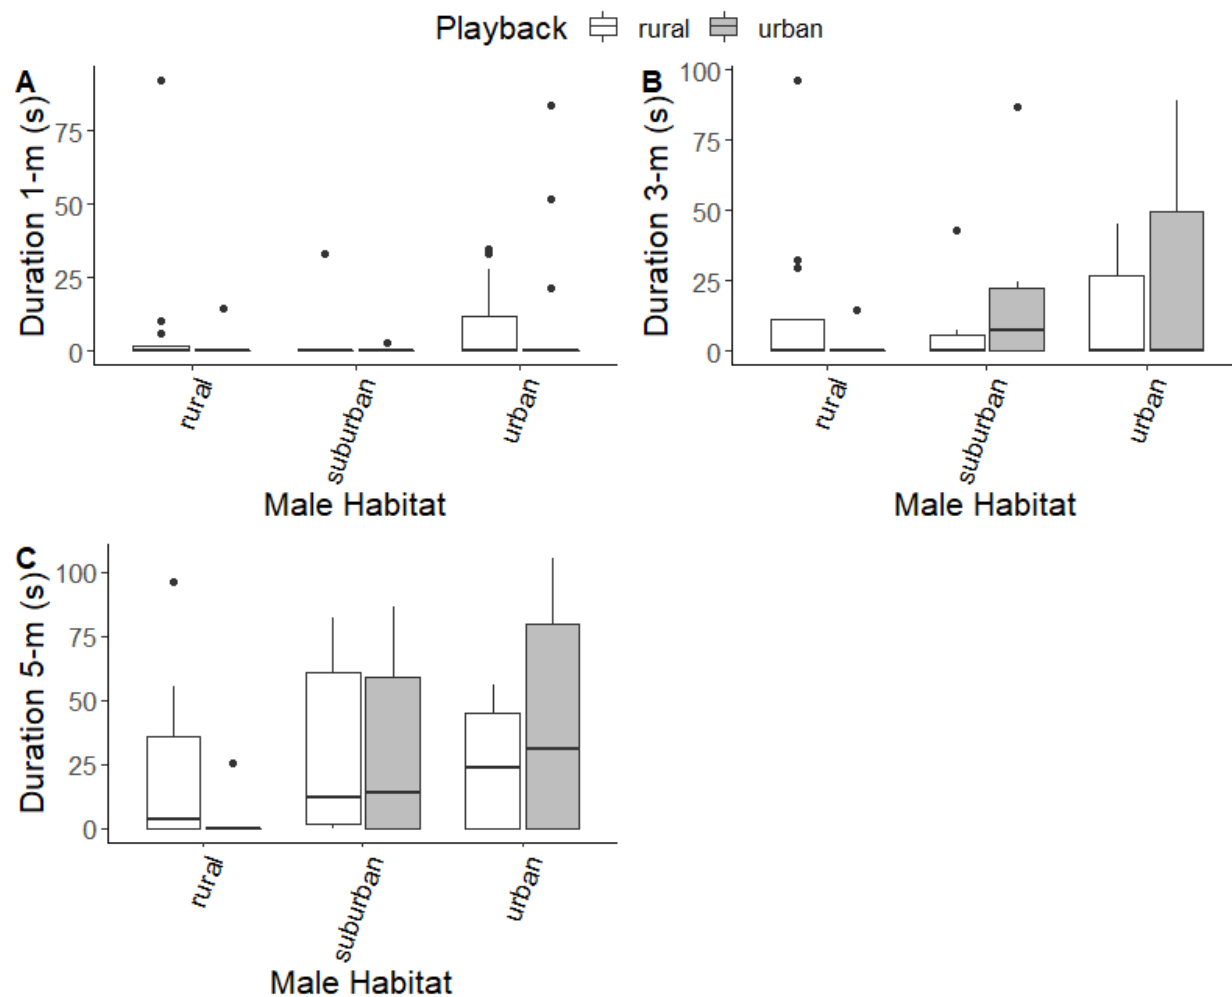 Playback rural urban
A
Duration 1-m (s)
75
50
25
0
rural
suburban
urban
Male Habitat
B
Duration 3-m (s)
100
75
50
25
0
rural
suburban
urban
Male Habitat
C
Duration 5-m (s)
100
75
50
25
0
rural
suburban
urban
Male Habitat